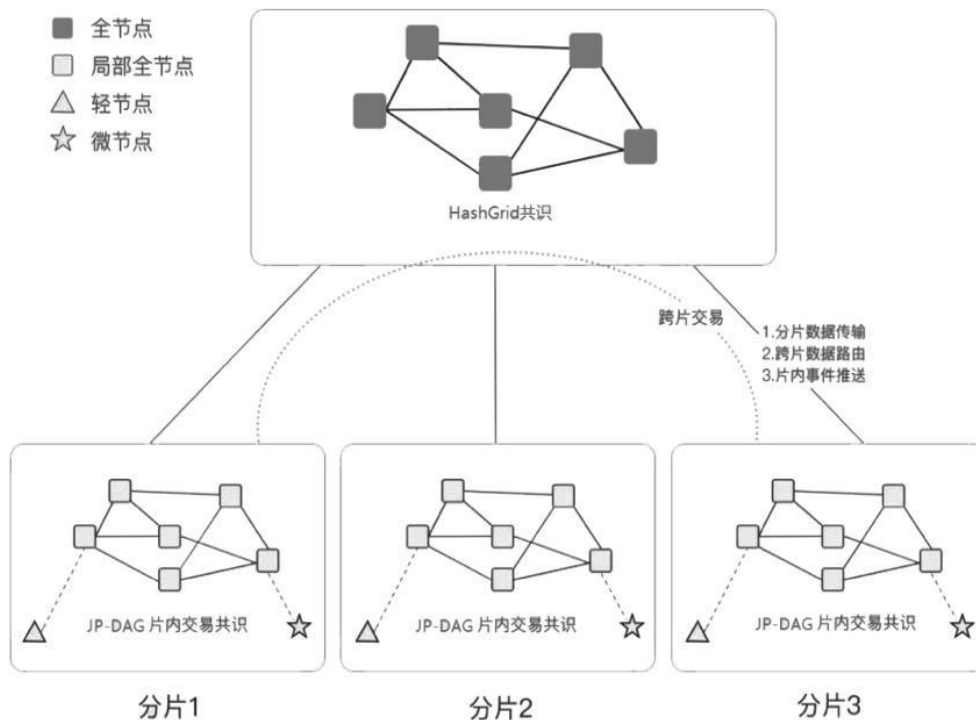 全节点
局部全节点
轻节点
微节点
HashGrid共识
跨片交易
1.分片数据传输
2.跨片数据路由
3.片内事件推送
JP-DAG 片内交易共识
JP-DAG 片内交易共识
JP-DAG 片内交易共识
分片1
分片2
分片3